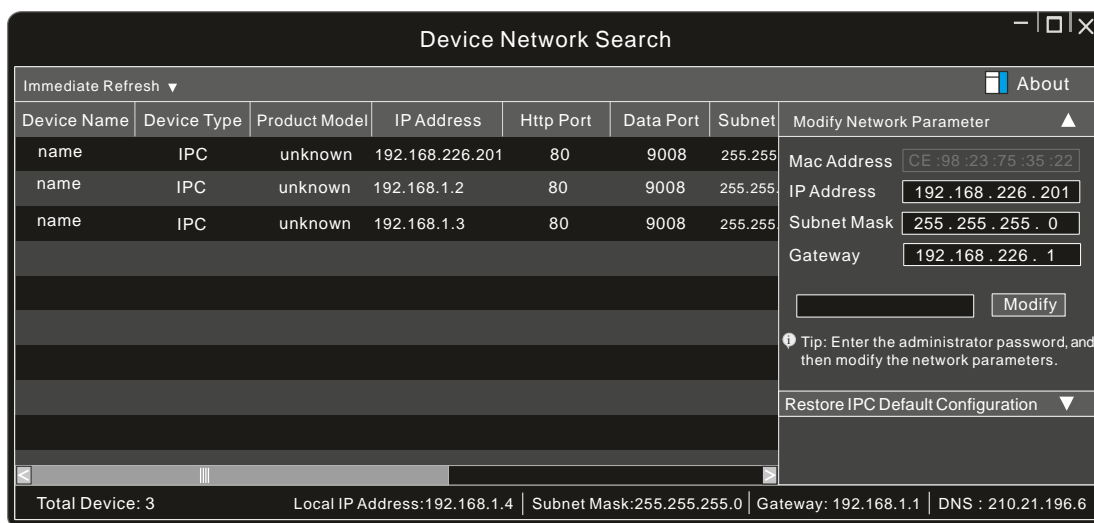 Device Network Search
Immediate Refresh ▼
About
Device Name Device Type Product Model IP Address Http Port Data Port Subnet
name IPC unknown 192.168.226.201 80 9008 255.255
name IPC unknown 192.168.1.2 80 9008 255.255.
name IPC unknown 192.168.1.3 80 9008 255.255.
Modify Network Parameter ▲
Mac Address CE :98 :23 :75 :35 :22
IP Address 192 .168 . 226 . 201
Subnet Mask 255 . 255 . 255 . 0
Gateway 192 .168 . 226 . 1
Modify
Tip: Enter the administrator password, and
then modify the network parameters.
Restore IPC Default Configuration ▼
Total Device: 3 Local IP Address:192.168.1.4 Subnet Mask:255.255.255.0 Gateway: 192.168.1.1 DNS : 210.21.196.6